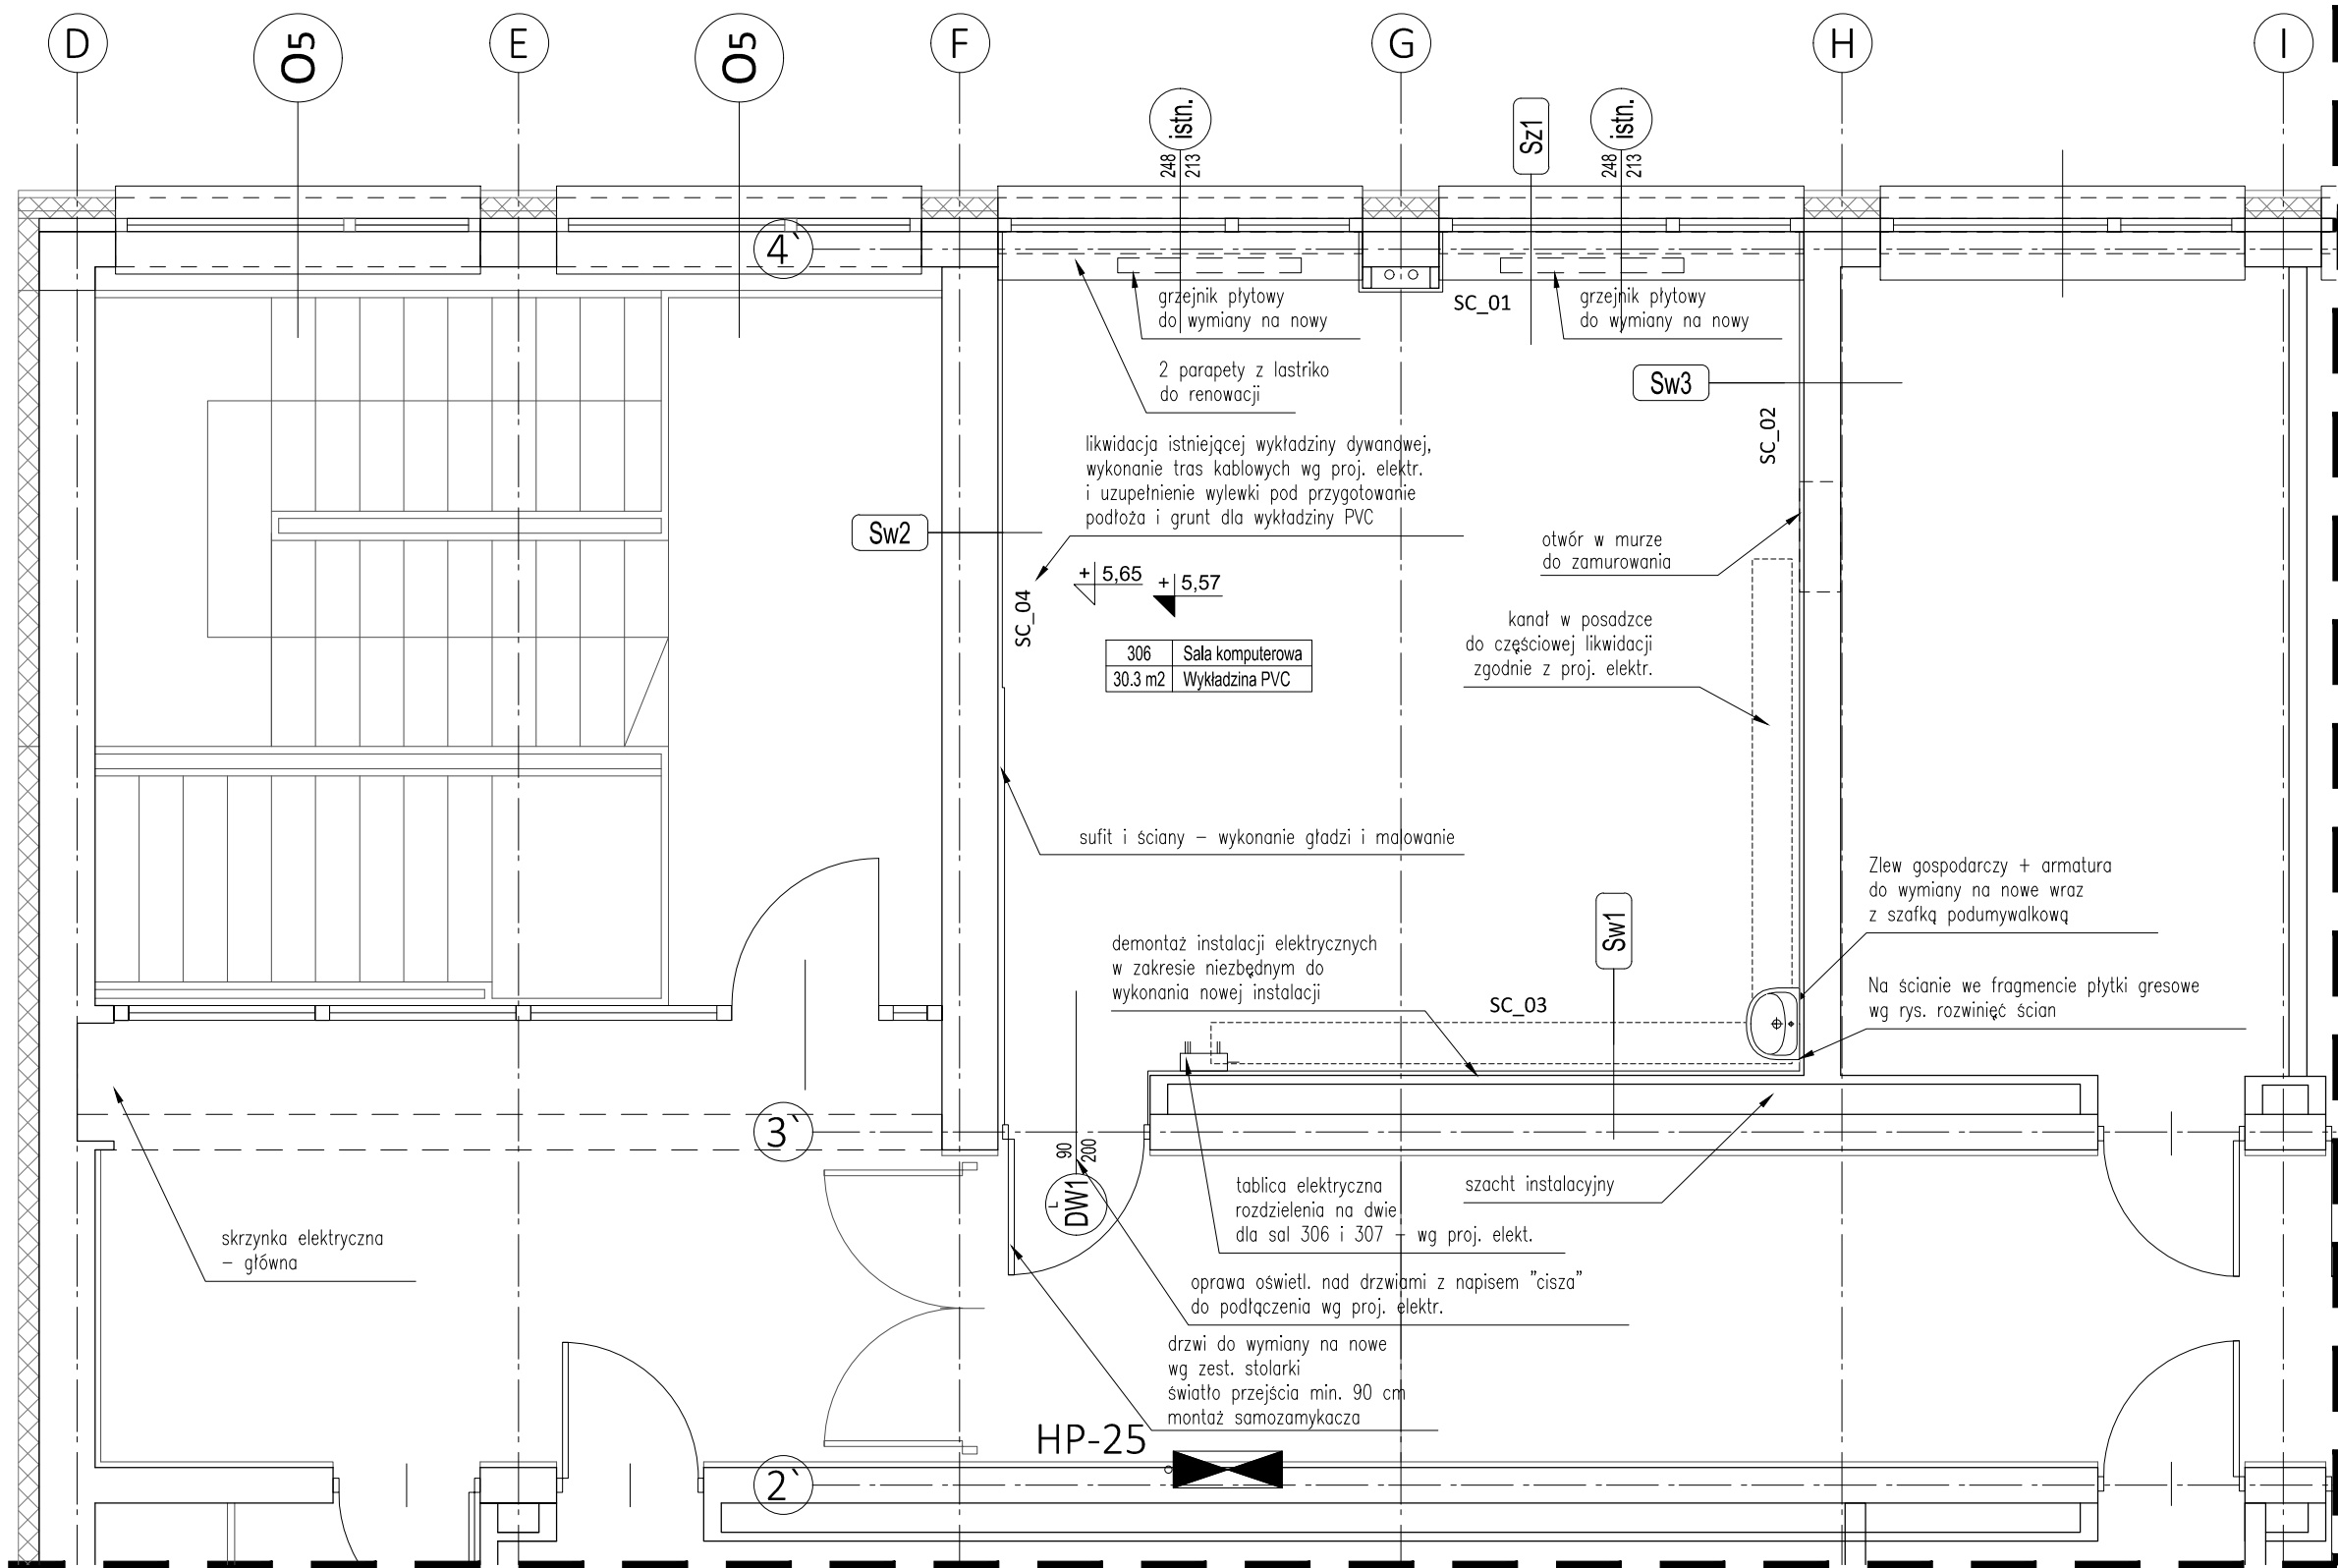 D
O5
E
O5
F
G
H
I
istn.
248
213
Sz1
istn.
248
213
4`
grzejnik płytowy
do wymiany na nowy
SC_01
grzejnik płytowy
do wymiany na nowy
2 parapety z lastriko
do renowacji
Sw3
SC_02
likwidacja istniejącej wykładziny dywanowej,
wykonanie tras kablowych wg proj. elektr.
i uzupełnienie wylewki pod przygotowanie
podłoża i grunt dla wykładziny PVC
Sw2
otwór w murze
do zamurowania
+ 5,65
+ 5,57
SC_04
kanał w posadzce
do częściowej likwidacji
zgodnie z proj. elektr.
306 Sala komputerowa
30.3 m2 Wykładzina PVC
sufit i ściany – wykonanie gładzi i malowanie
Zlew gospodarczy + armatura
do wymiany na nowe wraz
z szafką podumywalkową
Sw1
demontaż instalacji elektrycznych
w zakresie niezbędnym do
wykonania nowej instalacji
SC_03
Na ścianie we fragmencie płytki gresowe
wg rys. rozwinięć ścian
3`
90
200
L
DW1
tablica elektryczna
rozdzielenia na dwie
dla sal 306 i 307 – wg proj. elekt.
szacht instalacyjny
skrzynka elektryczna
– główna
oprawa oświetl. nad drzwiami z napisem "cisza"
do podłączenia wg proj. elektr.
drzwi do wymiany na nowe
wg zest. stolarki
światło przejścia min. 90 cm
montaż samozamykacza
HP-25
2`